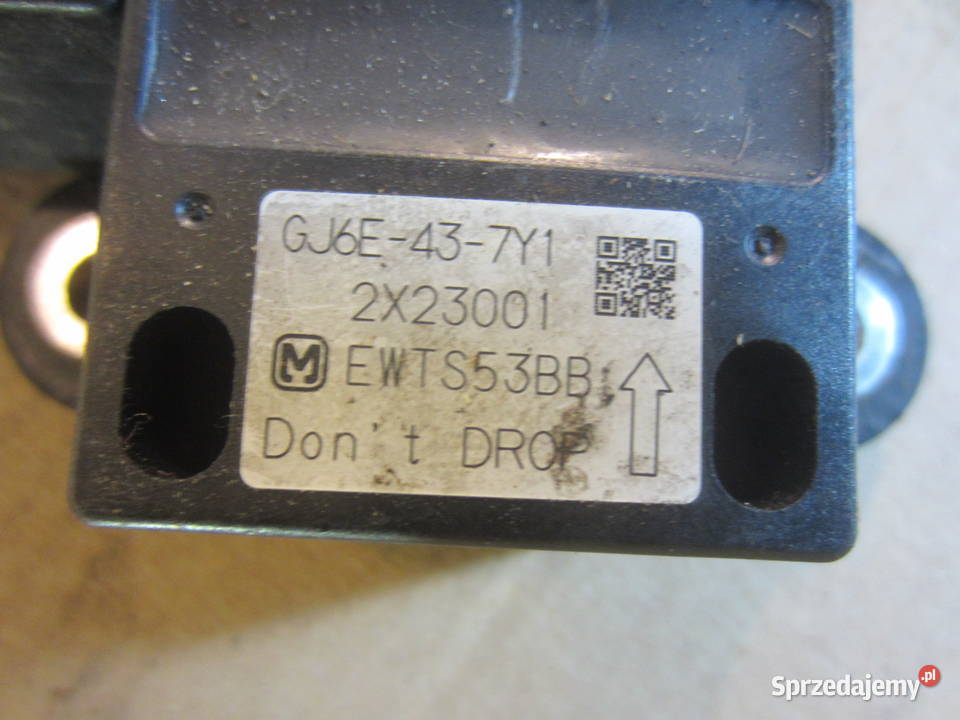 GJ6E-43-7Y1
2X23001
M EWTS53BB
Don't DROP
Sprzedajemy.pl